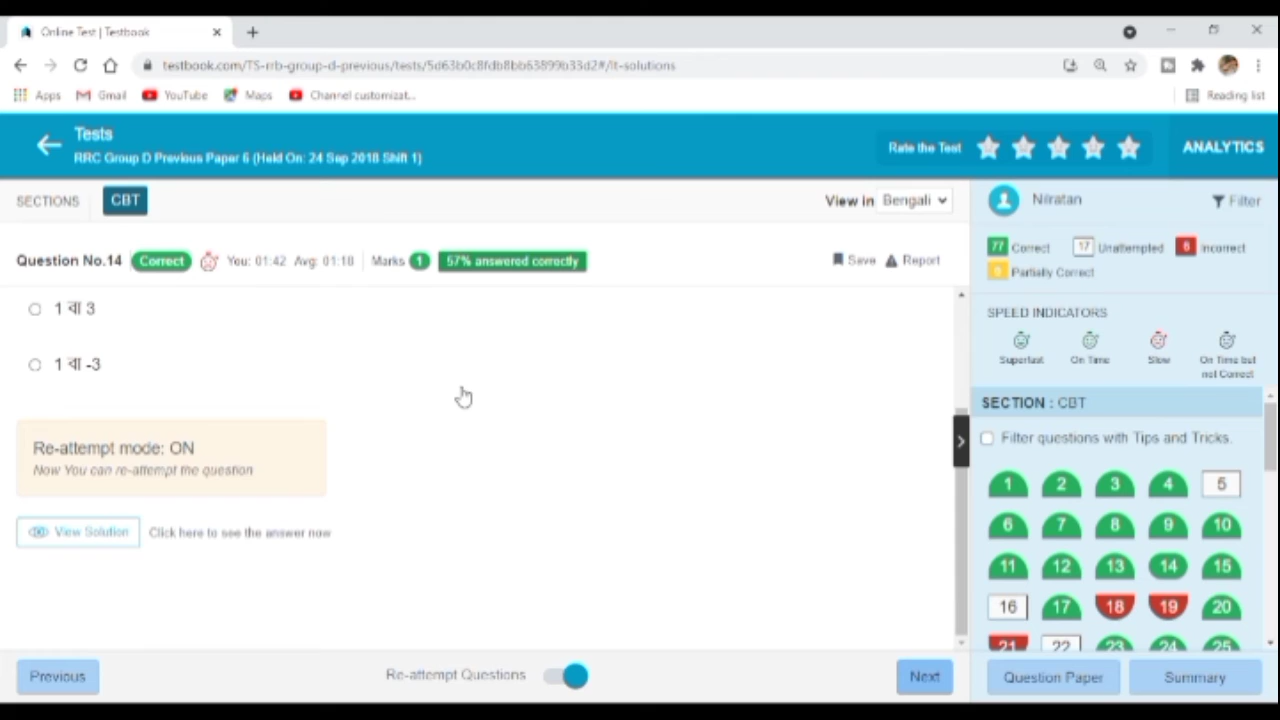 Online Test | Testbook
testbook.com/TS-rrb-group-d-previous/tests/5d63b0c8fdb8bb63899b33d2#/lt-solutions
Apps Gmail YouTube Maps Channel customizat... Reading list
Tests
RRC Group D Previous Paper 6 (Held On: 24 Sep 2018 Shift 1)
Rate the Test ANALYTICS
SECTIONS CBT View in Bengali
Nilratan Filter
Question No.14 Correct You: 01:42 Avg: 01:18 Marks 1 57% answered correctly Save Report
77 Correct 17 Unattempted 6 Incorrect
0 Partially Correct
1 বা 3
SPEED INDICATORS
Superfast On Time Slow On Time but not Correct
1 বা -3
SECTION : CBT
Filter questions with Tips and Tricks.
Re-attempt mode: ON
Now You can re-attempt the question
1 2 3 4 5
View Solution Click here to see the answer now
6 7 8 9 10
11 12 13 14 15
16 17 18 19 20
21 22 23 24 25
Previous Re-attempt Questions Next Question Paper Summary